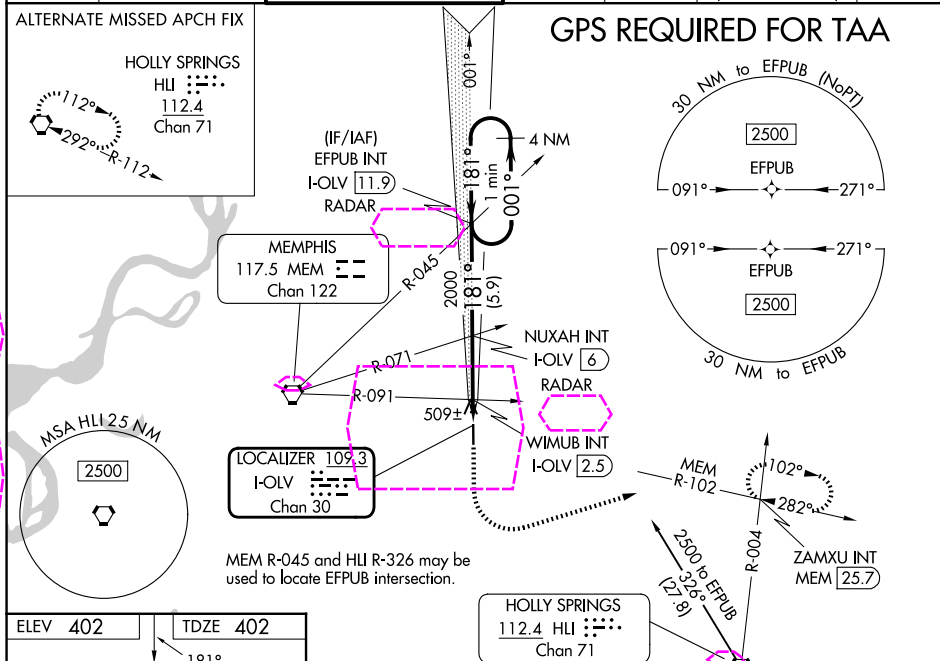 ALTERNATE MISSED APCH FIX
HOLLY SPRINGS
HLI
112.4
Chan 71
112°
292°
R-112
GPS REQUIRED FOR TAA
30 NM to EFPUB (NoPT)
2500
EFPUB
091°
271°
091°
271°
EFPUB
2500
30 NM to EFPUB
001°
(IF/IAF)
EFPUB INT
I-OLV 11.9
RADAR
4 NM
181°
1 min
001°
MEMPHIS
117.5 MEM
Chan 122
R-045
2000
181°
(5.9)
NUXAH INT
I-OLV 6
RADAR
R-071
R-091
509±
WIMUB INT
I-OLV 2.5
MSA HLI 25 NM
2500
LOCALIZER 109.3
I-OLV
Chan 30
MEM
R-102
102°
282°
ZAMXU INT
MEM 25.7
R-004
2500 to EFPUB
326°
(27.8)
MEM R-045 and HLI R-326 may be
used to locate EFPUB intersection.
HOLLY SPRINGS
112.4 HLI
Chan 71
ELEV 402
TDZE 402
181°